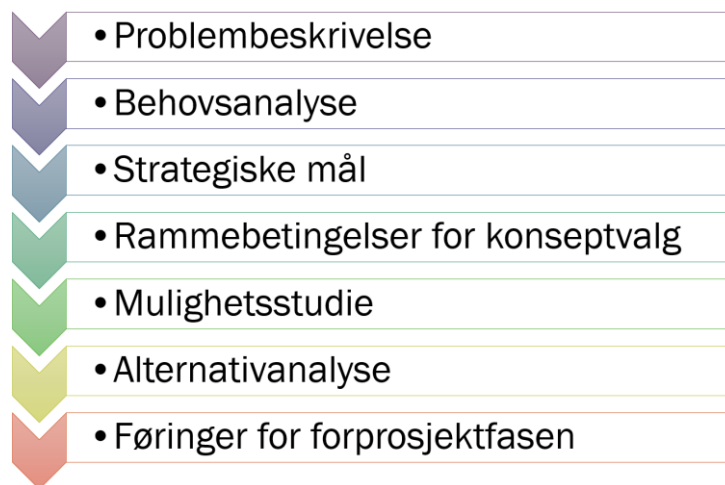 • Problembeskrivelse
• Behovsanalyse
• Strategiske mål
• Rammebetingelser for konseptvalg
• Mulighetsstudie
• Alternativanalyse
• Føringer for forprosjektfasen